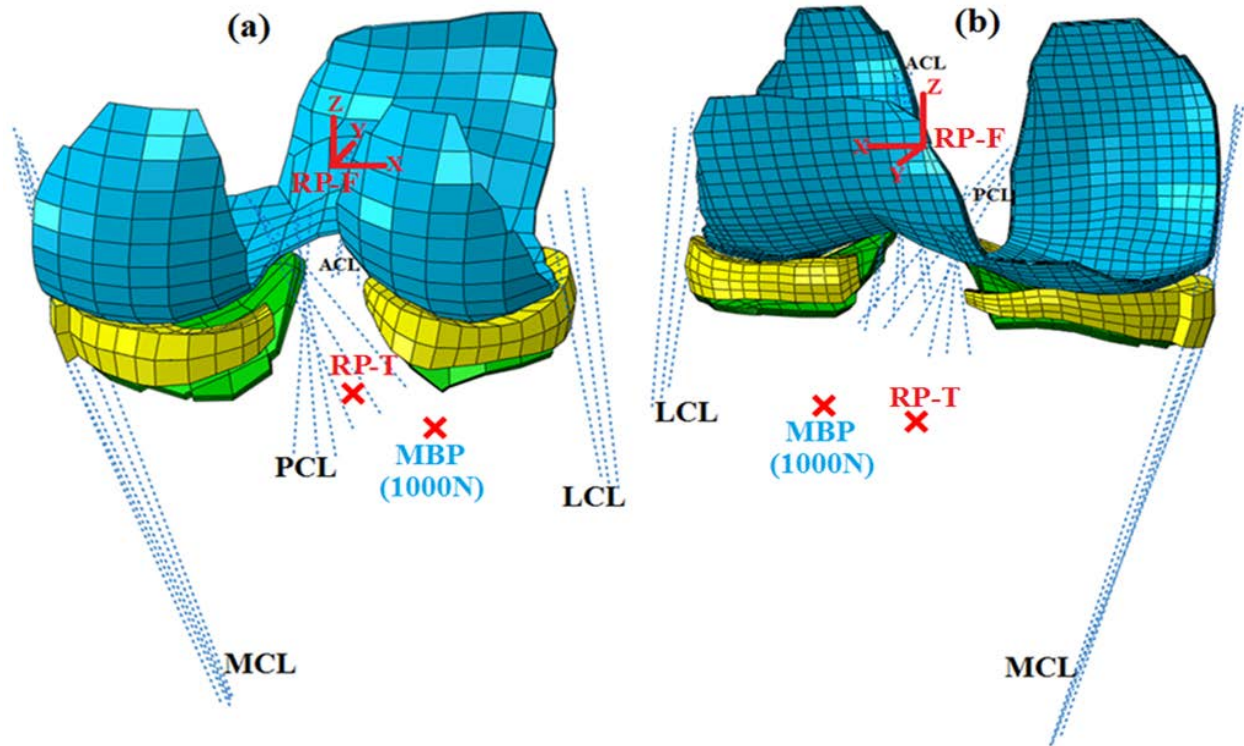 (a)
Z
Y
X
RP-F
ACL
RP-T
MBP
(1000N)
PCL
LCL
MCL
(b)
ACL
Z
X
RP-F
Y
PCL
LCL
MBP
(1000N)
RP-T
MCL